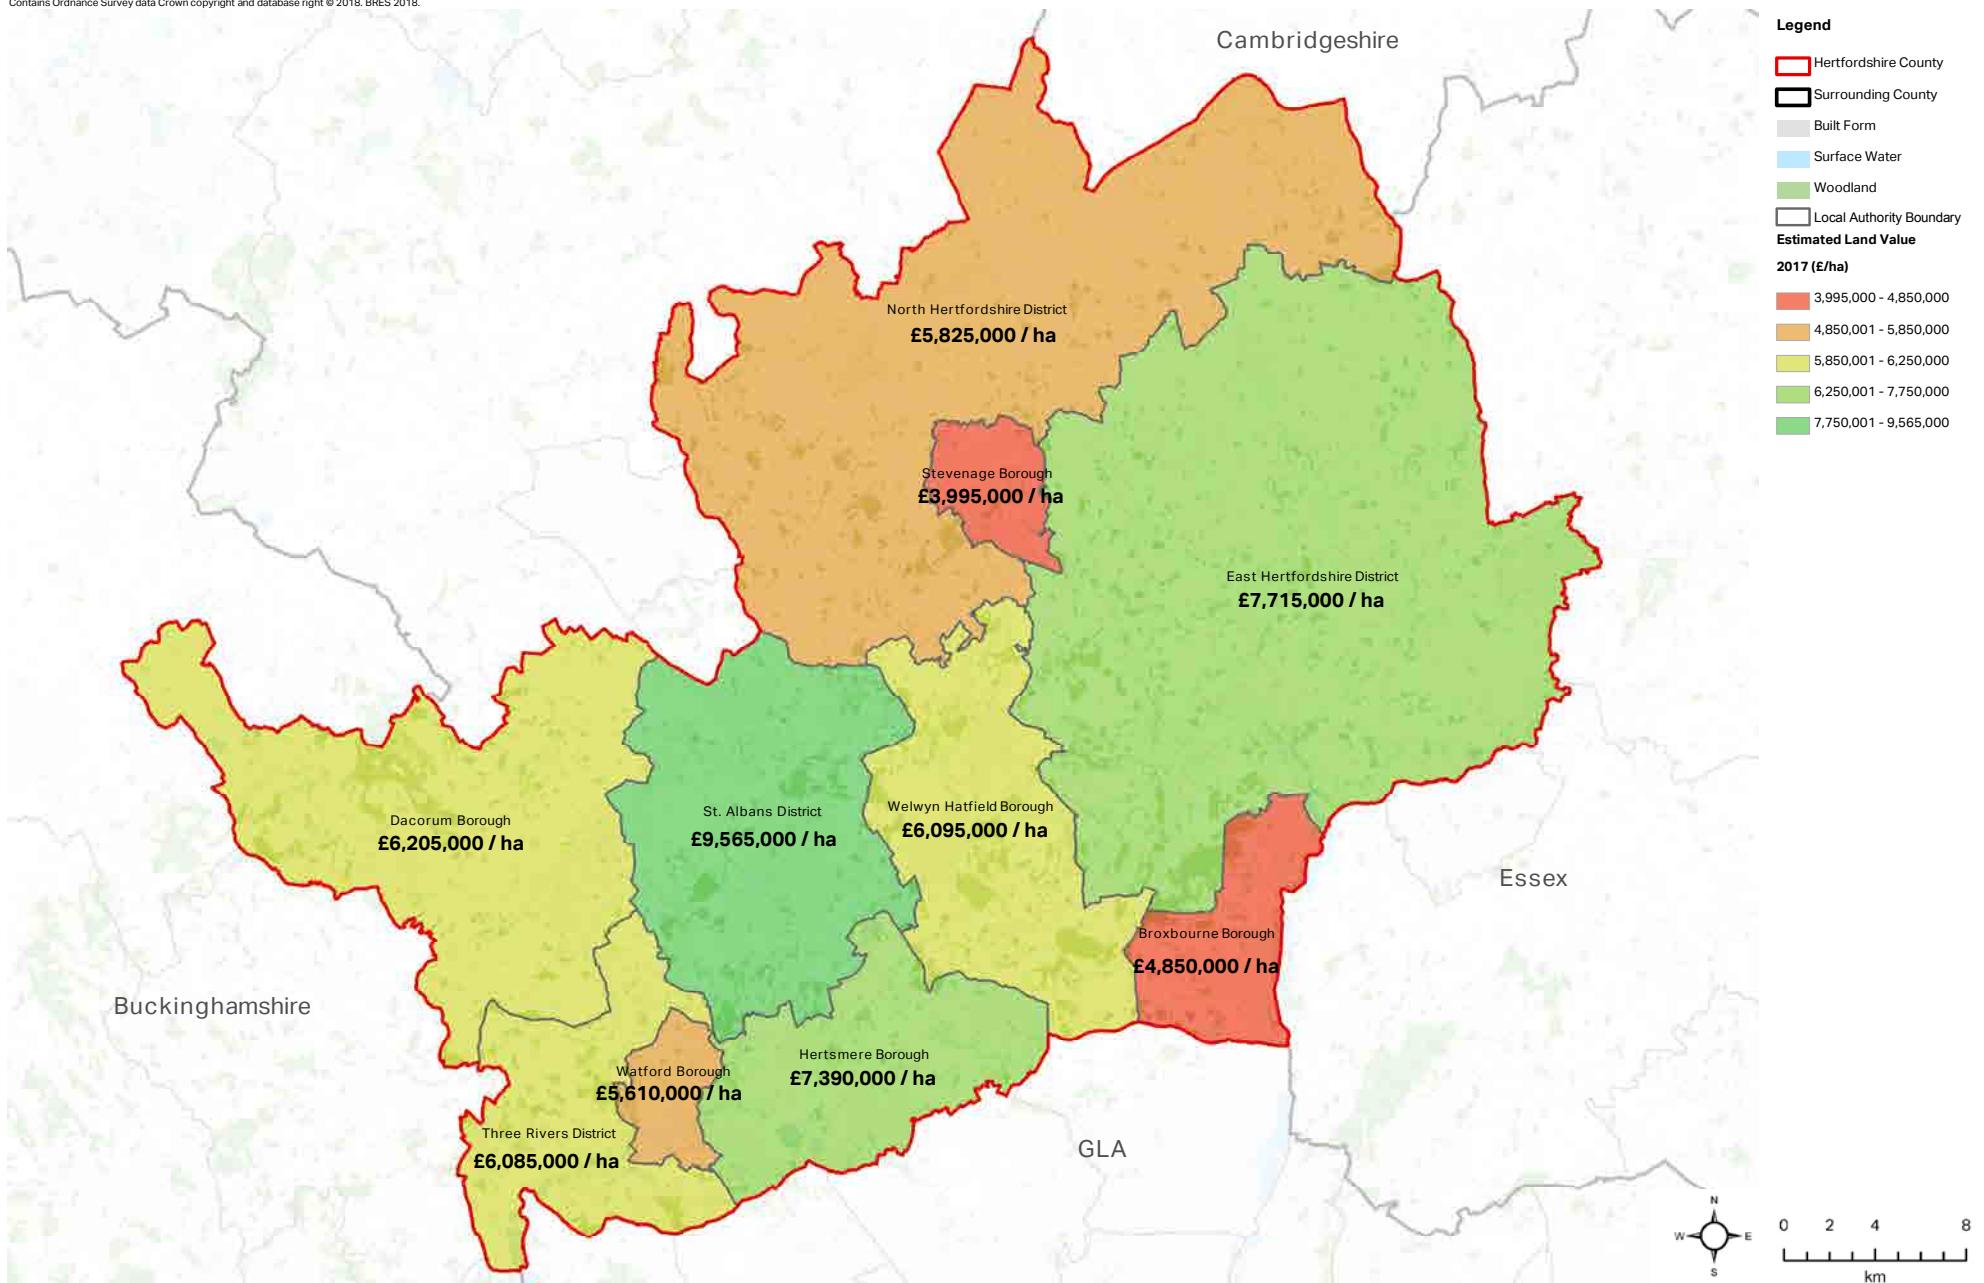 Contains Ordnance Survey data Crown copyright and database right © 2018. BRES 2018.
Cambridgeshire
North Hertfordshire District
£5,825,000 / ha
Stevenage Borough
£3,995,000 / ha
East Hertfordshire District
£7,715,000 / ha
Dacorum Borough
£6,205,000 / ha
St. Albans District
£9,565,000 / ha
Welwyn Hatfield Borough
£6,095,000 / ha
Essex
Broxbourne Borough
£4,850,000 / ha
Buckinghamshire
Hertsmere Borough
£7,390,000 / ha
Watford Borough
£5,610,000 / ha
Three Rivers District
£6,085,000 / ha
GLA
Legend
Hertfordshire County
Surrounding County
Built Form
Surface Water
Woodland
Local Authority Boundary
Estimated Land Value
2017 (£/ha)
3,995,000 - 4,850,000
4,850,001 - 5,850,000
5,850,001 - 6,250,000
6,250,001 - 7,750,000
7,750,001 - 9,565,000
N
W E
S
0 2 4 8
km